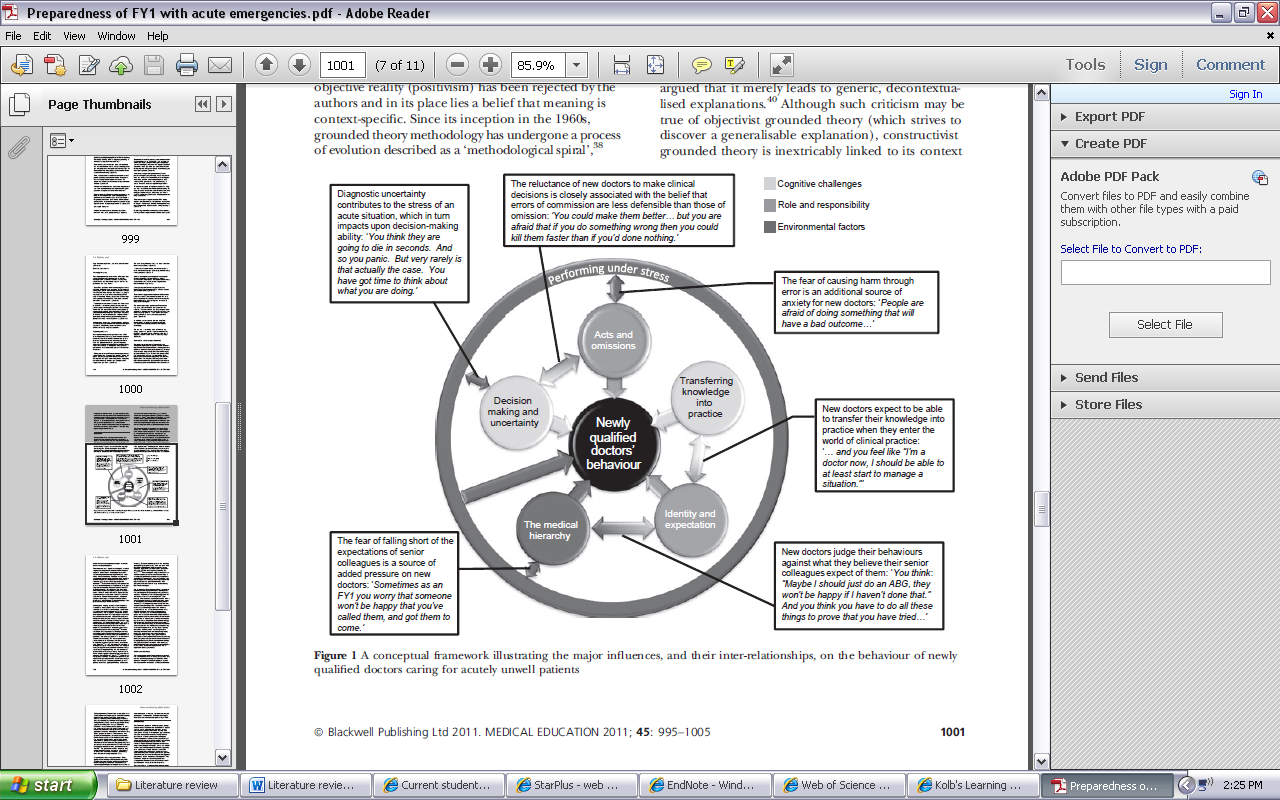 Preparedness of FY1 with acute emergencies.pdf - Adobe Reader
File Edit View Window Help
1001 (7 of 11) 85.9% Tools Sign Comment
Page Thumbnails
999
1000
1001
1002
objective reality (positivism) has been rejected by the
authors and in its place lies a belief that meaning is
context-specific. Since its inception in the 1960s,
grounded theory methodology has undergone a process
of evolution described as a ‘methodological spiral’,38
argued that it merely leads to generic, decontextua-
lised explanations.40 Although such criticism may be
true of objectivist grounded theory (which strives to
discover a generalisable explanation), constructivist
grounded theory is inextricably linked to its context
Diagnostic uncertainty
contributes to the stress of an
acute situation, which in turn
impacts upon decision-making
ability: ‘You think they are
going to die in seconds. And
so you panic. But very rarely is
that actually the case. You
have got time to think about
what you are doing.’
The reluctance of new doctors to make clinical
decisions is closely associated with the belief that
errors of commission are less defensible than those of
omission: ‘You could make them better… but you are
afraid that if you do something wrong then you could
kill them faster than if you’d done nothing.’
Cognitive challenges
Role and responsibility
Environmental factors
Performing under stress
The fear of causing harm through
error is an additional source of
anxiety for new doctors: ‘People are
afraid of doing something that will
have a bad outcome…’
Acts and
omissions
Decision
making and
uncertainty
Transferring
knowledge
into
practice
Newly
qualified
doctors’
behaviour
New doctors expect to be able
to transfer their knowledge into
practice when they enter the
world of clinical practice:
‘… and you feel like “I’m a
doctor now, I should be able to
at least start to manage a
situation.”’
The medical
hierarchy
Identity and
expectation
The fear of falling short of the
expectations of senior
colleagues is a source of
added pressure on new
doctors: ‘Sometimes as an
FY1 you worry that someone
won’t be happy that you’ve
called them, and got them to
come.’
New doctors judge their behaviours
against what they believe their senior
colleagues expect of them: ‘You think:
“Maybe I should just do an ABG, they
won’t be happy if I haven’t done that.”
And you think you have to do all these
things to prove that you have tried…’
Figure 1 A conceptual framework illustrating the major influences, and their inter-relationships, on the behaviour of newly
qualified doctors caring for acutely unwell patients
© Blackwell Publishing Ltd 2011. MEDICAL EDUCATION 2011; 45: 995–1005 1001
Sign In
Export PDF
Create PDF
Adobe PDF Pack
Convert files to PDF and easily combine
them with other file types with a paid
subscription.
Select File to Convert to PDF:
Select File
Send Files
Store Files
start Literature review Literature revie... Current student... StarPlus - web ... EndNote - Wind... Web of Science ... Kolb's Learning ... Preparedness o... 2:25 PM